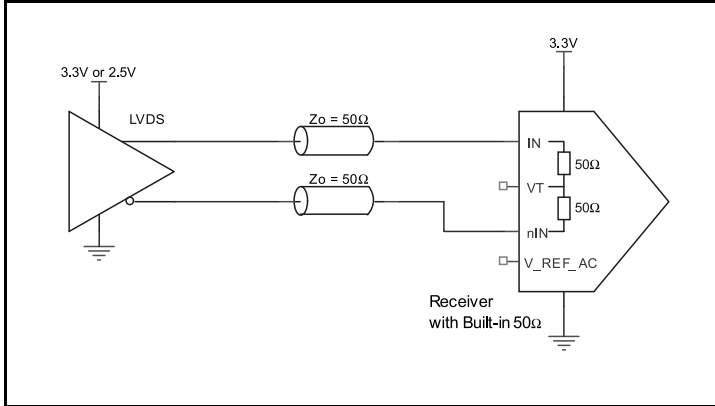 3.3V
3.3V or 2.5V
LVDS
Zo = 50Ω
IN
50Ω
Zo = 50Ω
VT
50Ω
nIN
V_REF_AC
Receiver
with Built-in 50Ω